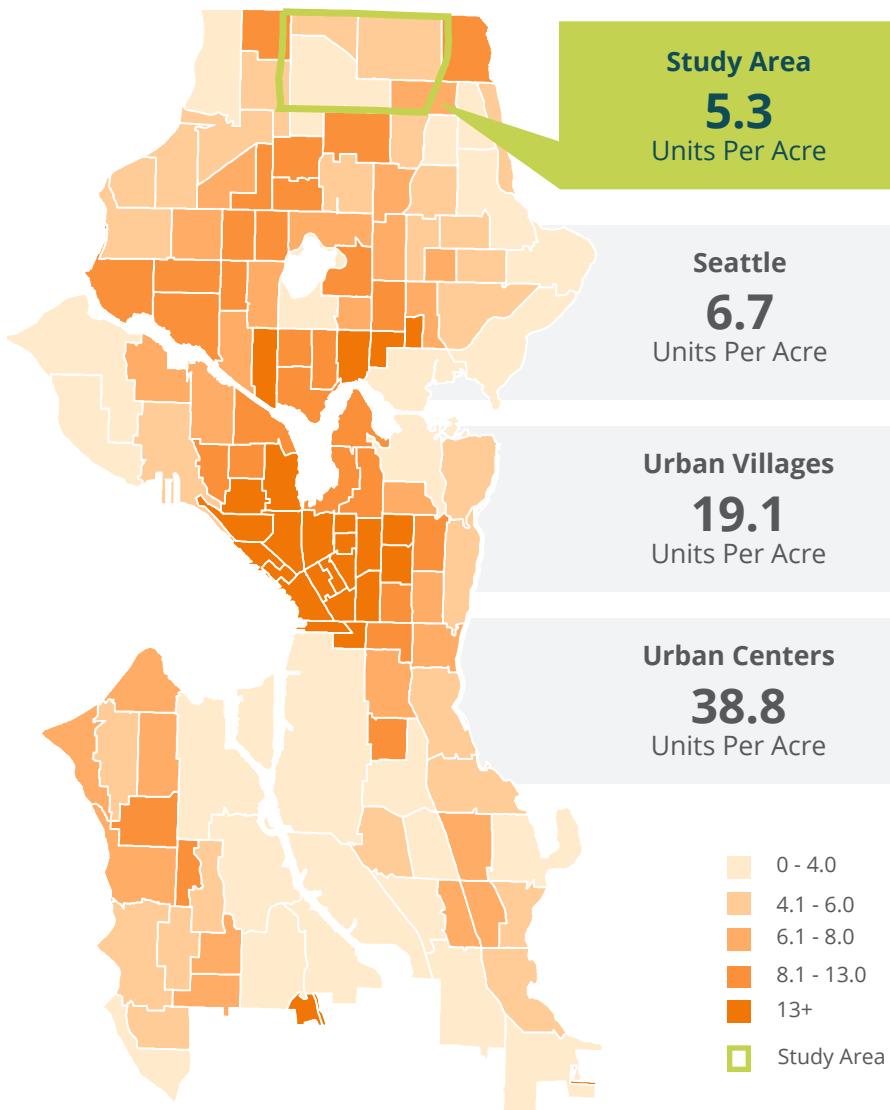 Study Area
5.3
Units Per Acre
Seattle
6.7
Units Per Acre
Urban Villages
19.1
Units Per Acre
Urban Centers
38.8
Units Per Acre
0 - 4.0
4.1 - 6.0
6.1 - 8.0
8.1 - 13.0
13+
Study Area